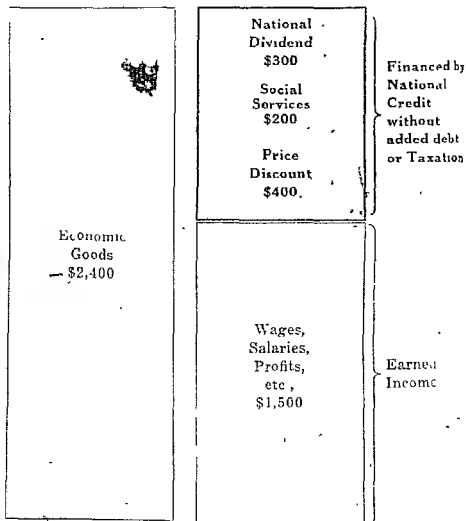 National
Dividend
$300
Social
Services
$200
Price
Discount
$400
Financed by
National
Credit
without
added debt
or Taxation
Economic
Goods
$2,400
Wages,
Salaries,
Profits,
etc,
$1,500
Earned
Income